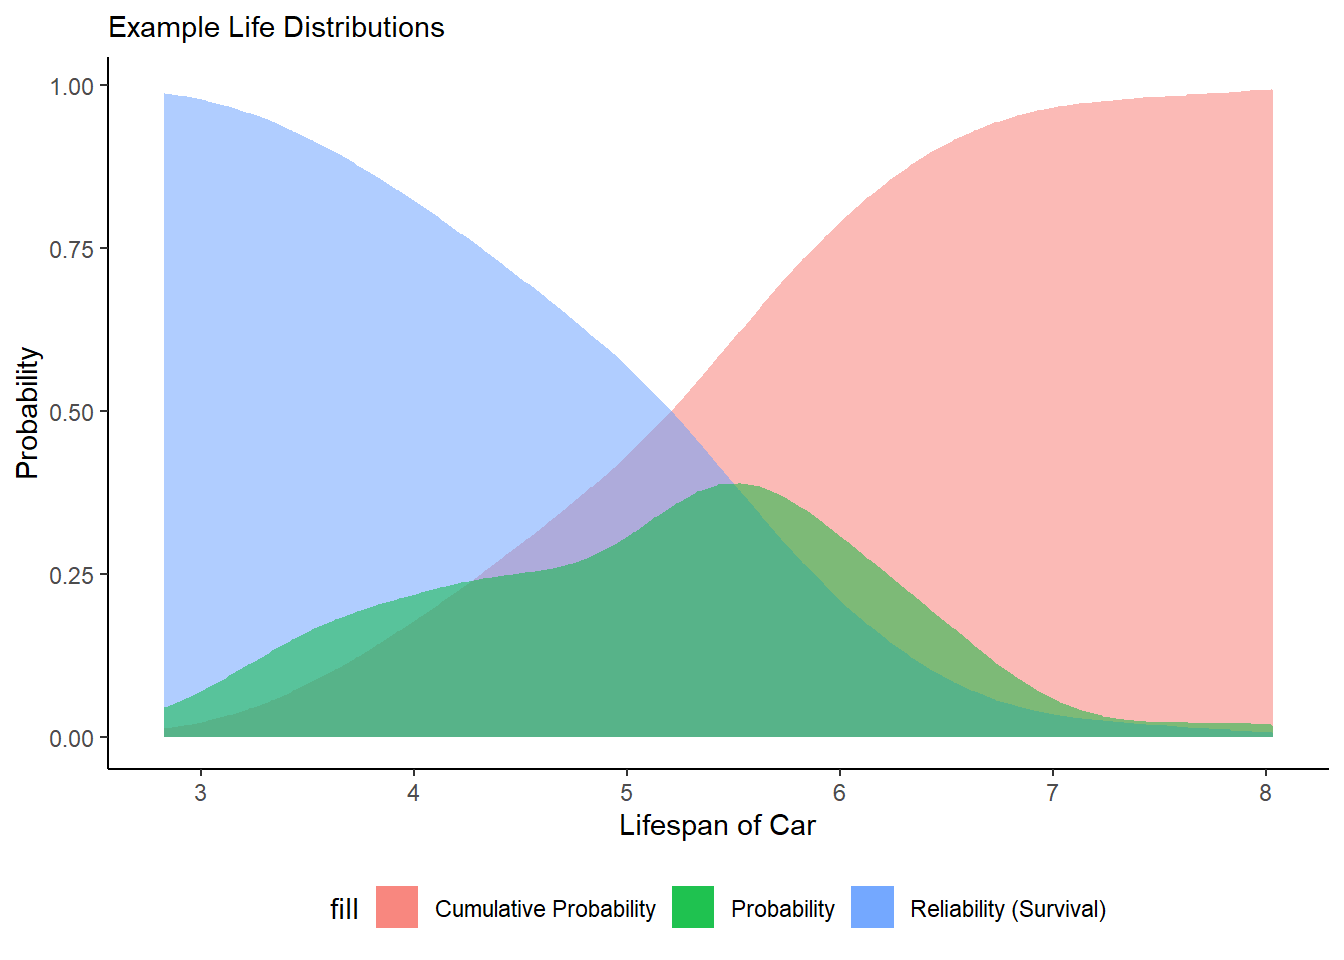 Example Life Distributions
1.00
0.75
0.50
0.25
0.00
Probability
3 4 5 6 7 8
Lifespan of Car
fill Cumulative Probability Probability Reliability (Survival)